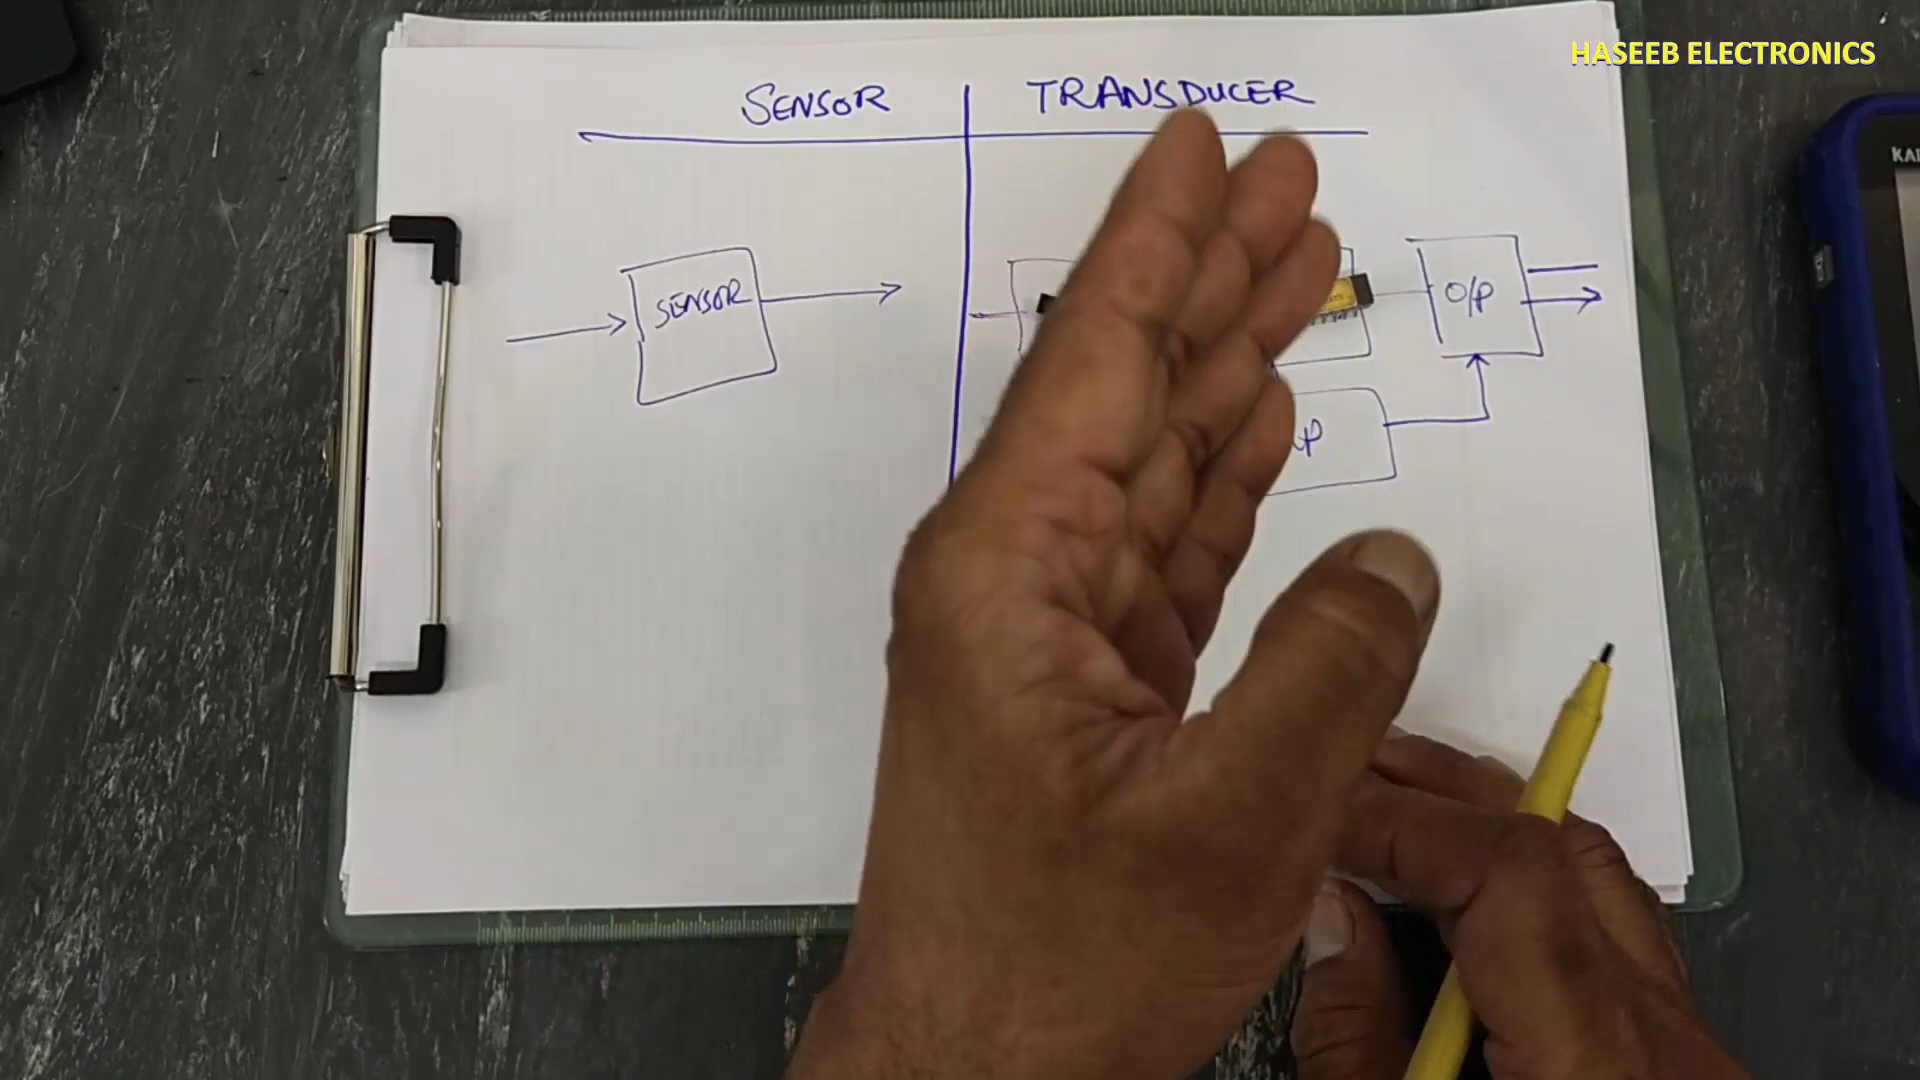 HASEEB ELECTRONICS
SENSOR
TRANSDUCER
SENSOR
O/P